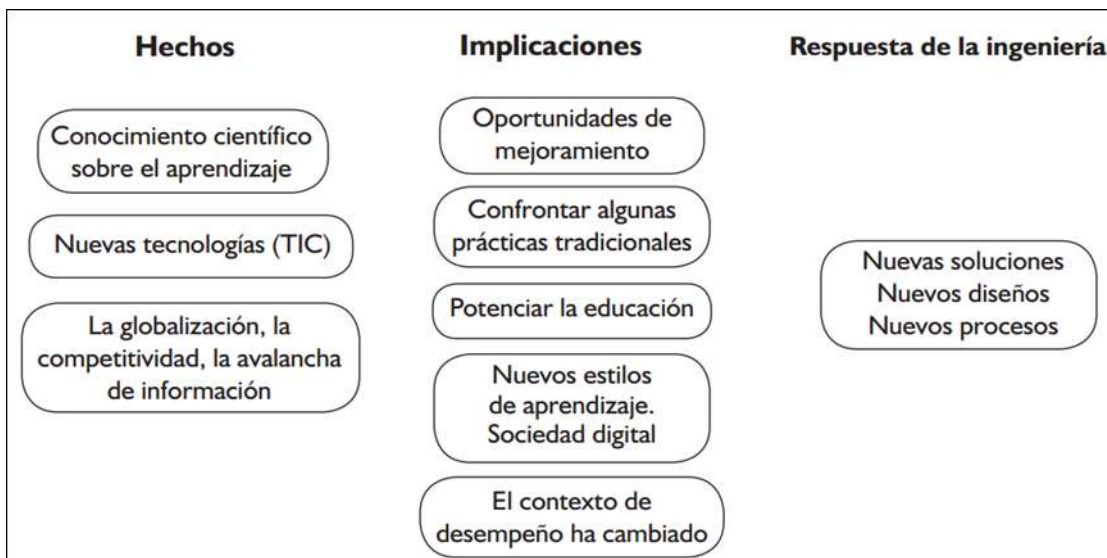 Hechos
Conocimiento científico
sobre el aprendizaje
Nuevas tecnologías (TIC)
La globalización, la
competitividad, la avalancha
de información
Implicaciones
Oportunidades de
mejoramiento
Confrontar algunas
prácticas tradicionales
Potenciar la educación
Nuevos estilos
de aprendizaje.
Sociedad digital
El contexto de
desempeño ha cambiado
Respuesta de la ingeniería
Nuevas soluciones
Nuevos diseños
Nuevos procesos